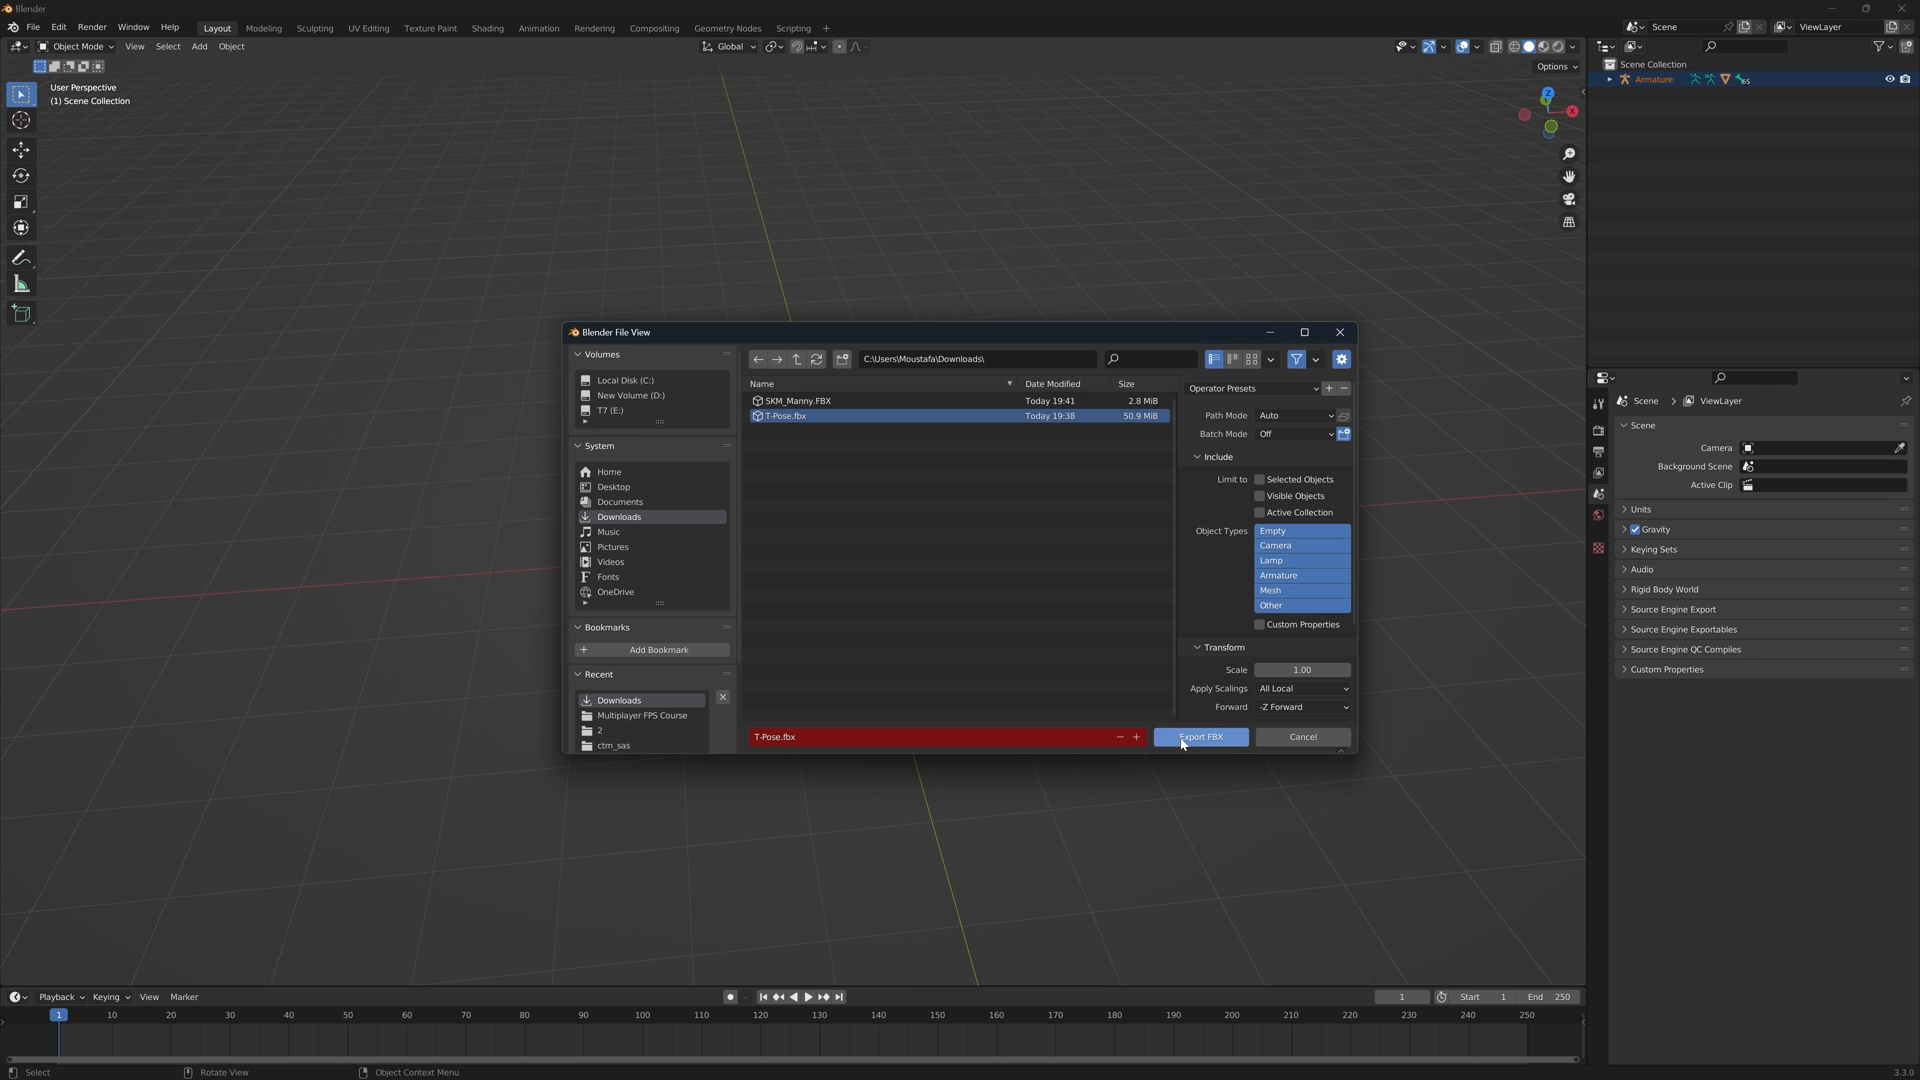 Blender
File Edit Render Window Help Layout Modeling Sculpting UV Editing Texture Paint Shading Animation Rendering Compositing Geometry Nodes Scripting + Scene ViewLayer
Object Mode View Select Add Object Global
Options
User Perspective
(1) Scene Collection
Z
X
Scene Collection
Armature 65
Blender File View
Volumes
Local Disk (C:)
New Volume (D:)
T7 (E:)
System
Home
Desktop
Documents
Downloads
Music
Pictures
Videos
Fonts
OneDrive
Bookmarks
+ Add Bookmark
Recent
Downloads
Multiplayer FPS Course
2
ctm_sas
C:\Users\Moustafa\Downloads\
Name Date Modified Size
SKM_Manny.FBX Today 19:41 2.8 MiB
T-Pose.fbx Today 19:38 50.9 MiB
Operator Presets
Path Mode Auto
Batch Mode Off
Include
Limit to Selected Objects
Visible Objects
Active Collection
Object Types Empty
Camera
Lamp
Armature
Mesh
Other
Custom Properties
Transform
Scale 1.00
Apply Scalings All Local
Forward -Z Forward
T-Pose.fbx − + Export FBX Cancel
Scene > ViewLayer
Scene
Camera
Background Scene
Active Clip
Units
Gravity
Keying Sets
Audio
Rigid Body World
Source Engine Export
Source Engine Exportables
Source Engine QC Compiles
Custom Properties
Playback Keying View Marker 1 Start 1 End 250
1 10 20 30 40 50 60 70 80 90 100 110 120 130 140 150 160 170 180 190 200 210 220 230 240 250
Select Rotate View Object Context Menu 3.3.0